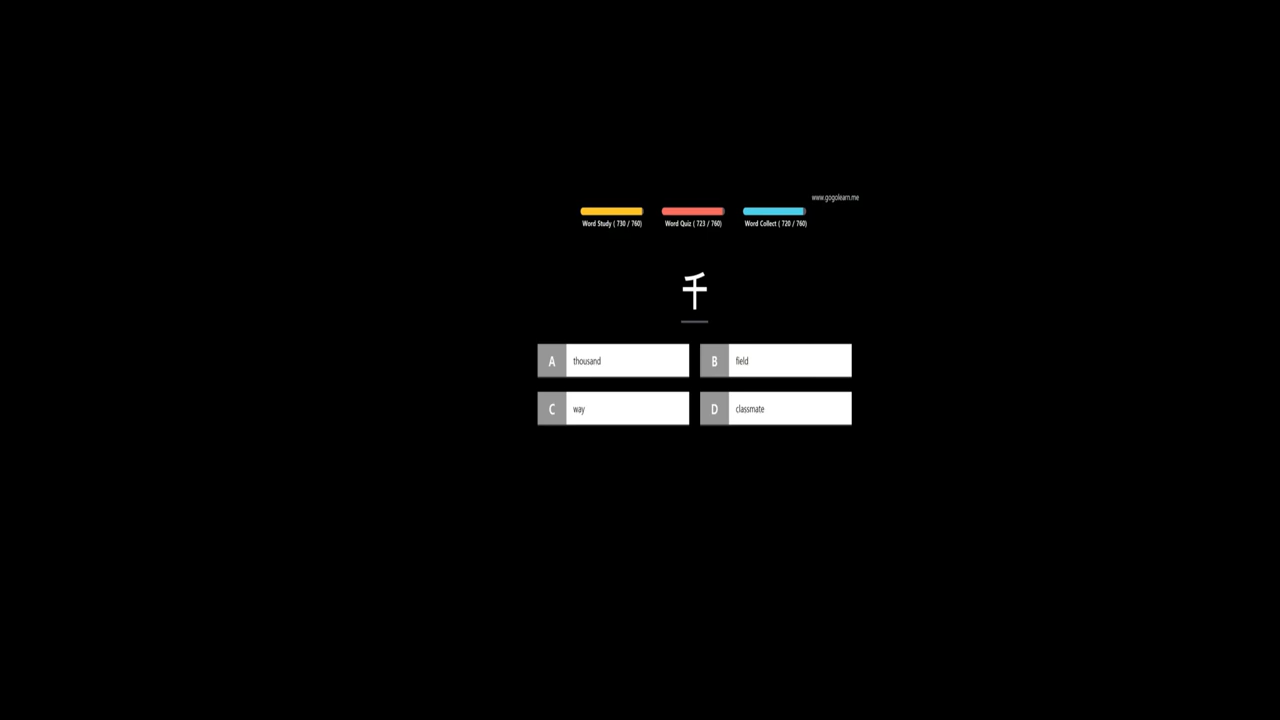 www.gogolearn.me
Word Study ( 730 / 760)
Word Quiz ( 723 / 760)
Word Collect ( 720 / 760)
千
A thousand
B field
C way
D classmate